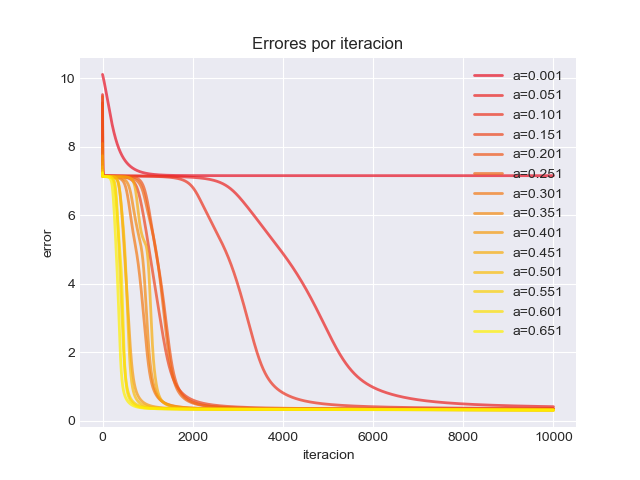 Errores por iteracion
10
8
6
4
2
0
error
0 2000 4000 6000 8000 10000
iteracion
a=0.001
a=0.051
a=0.101
a=0.151
a=0.201
a=0.251
a=0.301
a=0.351
a=0.401
a=0.451
a=0.501
a=0.551
a=0.601
a=0.651